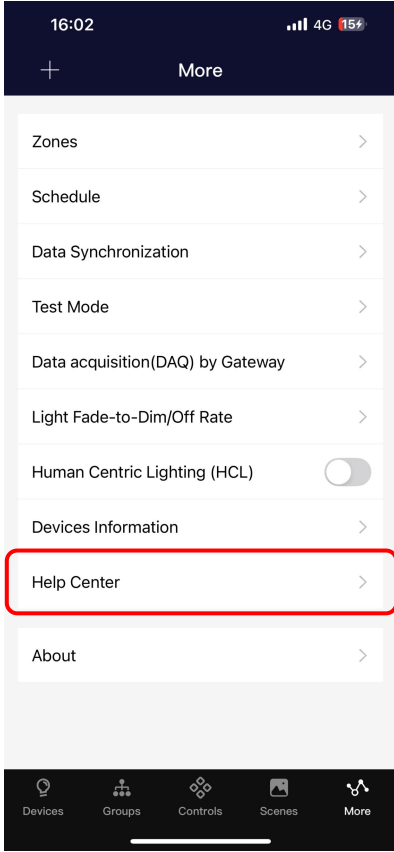 16:02 4G 15
More
Zones
Schedule
Data Synchronization
Test Mode
Data acquisition(DAQ) by Gateway
Light Fade-to-Dim/Off Rate
Human Centric Lighting (HCL)
Devices Information
Help Center
About
Devices Groups Controls Scenes More